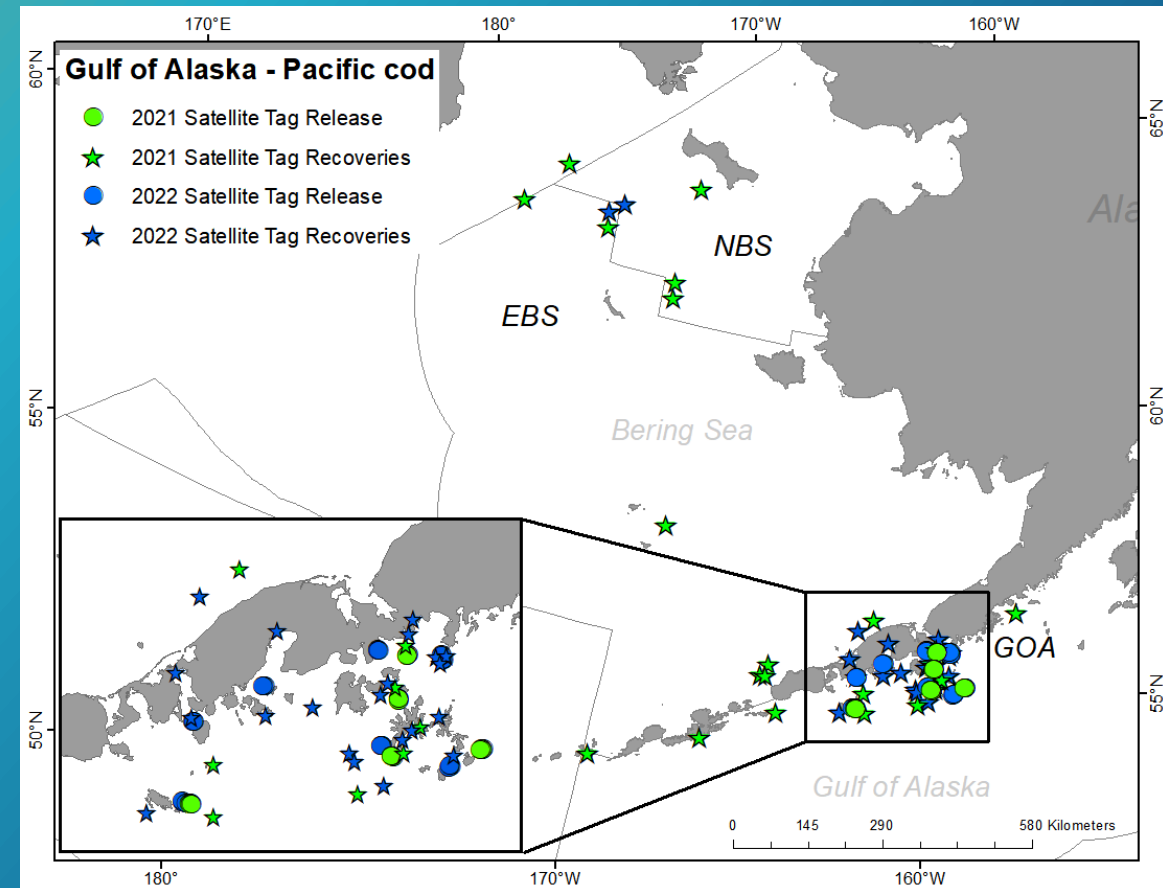 170°E 180° 170°W 160°W
60°N
65°N
Gulf of Alaska - Pacific cod
2021 Satellite Tag Release
2021 Satellite Tag Recoveries
2022 Satellite Tag Release
2022 Satellite Tag Recoveries
Ala
NBS
EBS
55°N
60°N
Bering Sea
GOA
50°N
55°N
Gulf of Alaska
0 145 290 580 Kilometers
180° 170°W 160°W